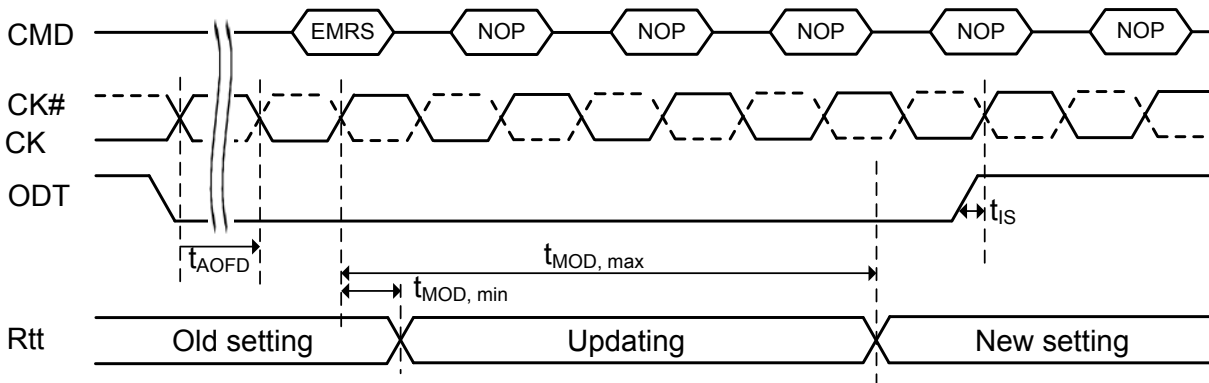 CMD EMRS NOP NOP NOP NOP NOP
CK#
CK
ODT
tIS
tAOFD
tMOD, max
tMOD, min
Rtt Old setting Updating New setting